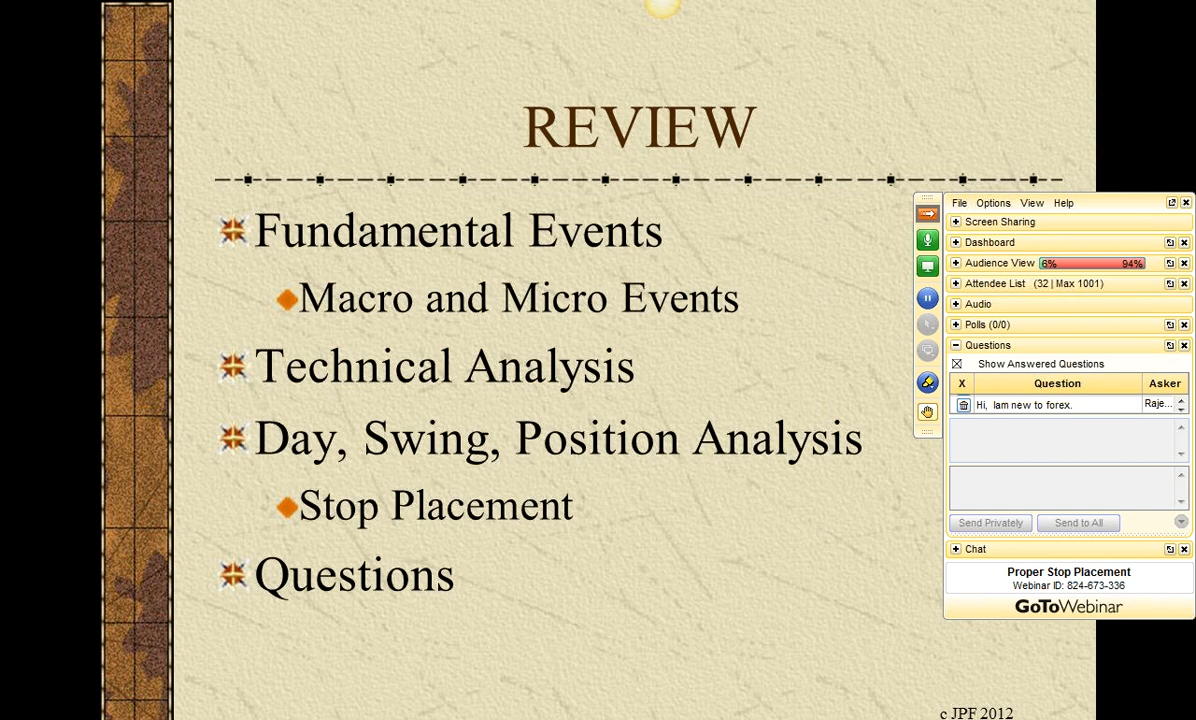 REVIEW
Fundamental Events
Macro and Micro Events
Technical Analysis
Day, Swing, Position Analysis
Stop Placement
Questions
c JPF 2012
File Options View Help
Screen Sharing
Dashboard
Audience View 6% 94%
Attendee List (32 | Max 1001)
Audio
Polls (0/0)
Questions
Show Answered Questions
X Question Asker
Hi, Iam new to forex. Raje...
Send Privately Send to All
Chat
Proper Stop Placement
Webinar ID: 824-673-336
GoToWebinar